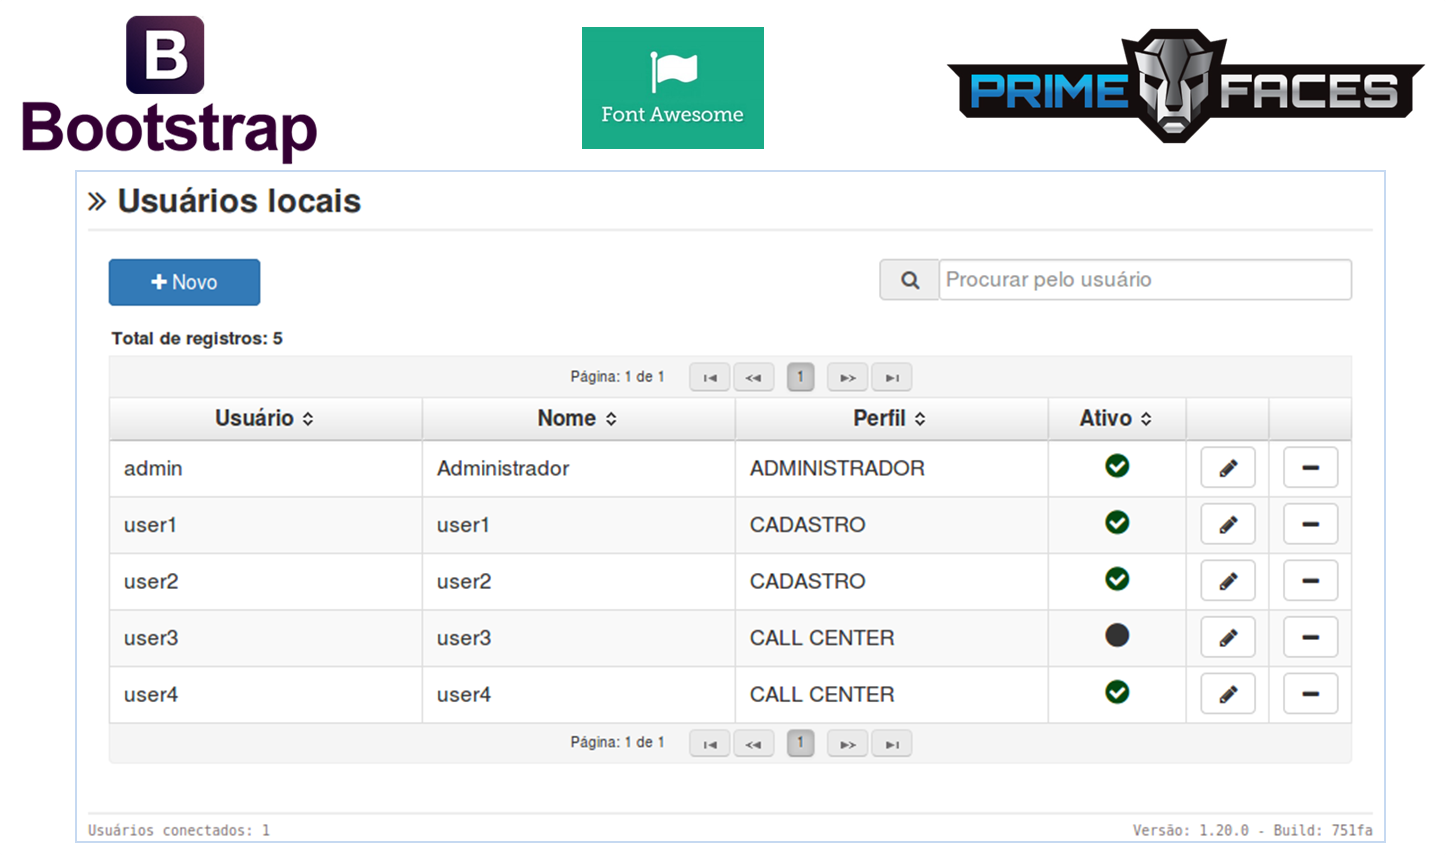 B
Bootstrap
Font Awesome
PRIME FACES
Usuários locais
Novo
Procurar pelo usuário
Total de registros: 5
Página: 1 de 1 1
Usuário Nome Perfil Ativo
admin Administrador ADMINISTRADOR
user1 user1 CADASTRO
user2 user2 CADASTRO
user3 user3 CALL CENTER
user4 user4 CALL CENTER
Página: 1 de 1 1
Usuários conectados: 1 Versão: 1.20.0 - Build: 751fa